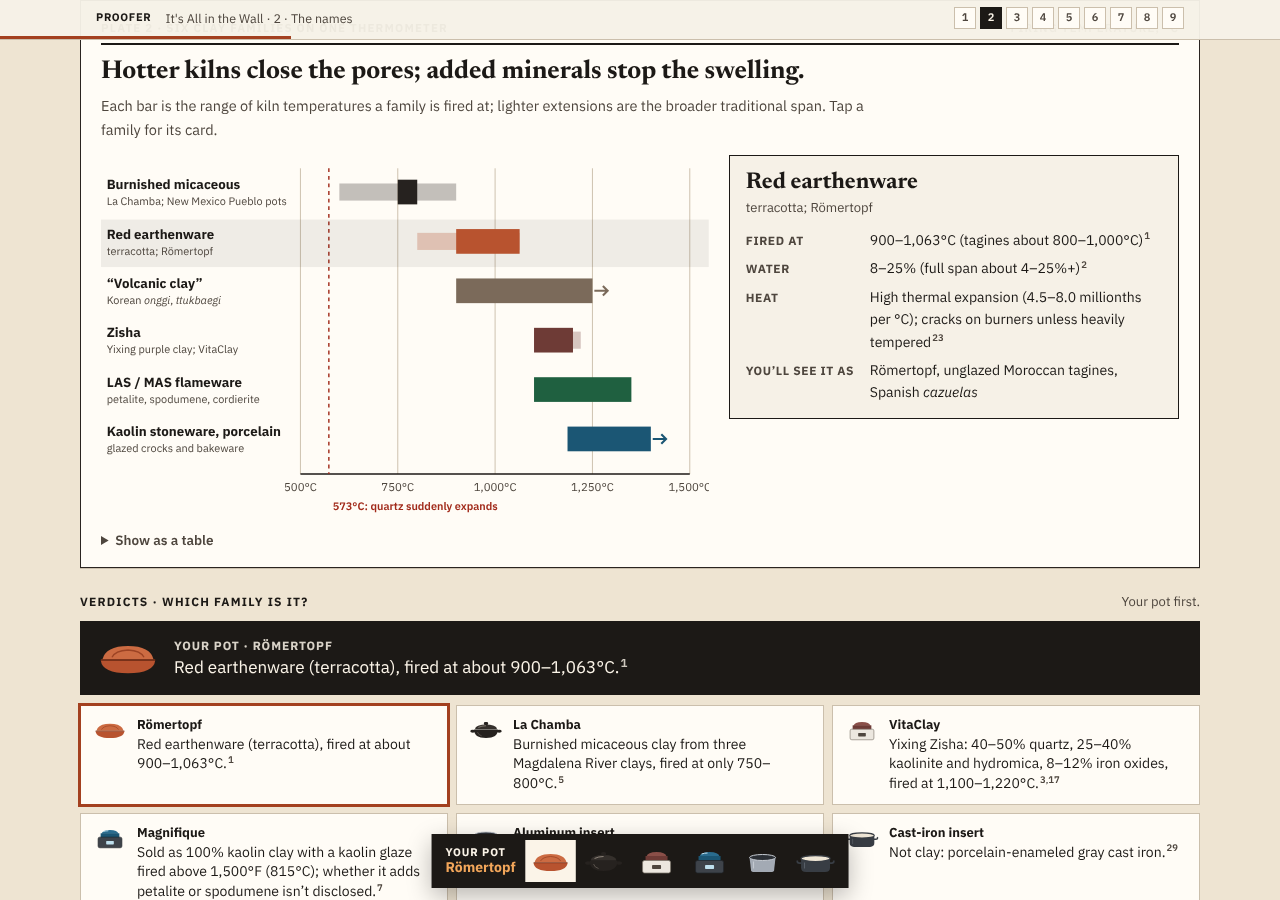 PROOFER It's All in the Wall · 2 · The names
1 2 3 4 5 6 7 8 9
Hotter kilns close the pores; added minerals stop the swelling.
Each bar is the range of kiln temperatures a family is fired at; lighter extensions are the broader traditional span. Tap a
family for its card.
Burnished micaceous
La Chamba; New Mexico Pueblo pots
Red earthenware
terracotta; Römertopf
“Volcanic clay”
Korean onggi, ttukbaegi
Zisha
Yixing purple clay; VitaClay
LAS / MAS flameware
petalite, spodumene, cordierite
Kaolin stoneware, porcelain
glazed crocks and bakeware
500°C 750°C 1,000°C 1,250°C 1,500°C
573°C: quartz suddenly expands
Red earthenware
terracotta; Römertopf
FIRED AT 900–1,063°C (tagines about 800–1,000°C)1
WATER 8–25% (full span about 4–25%+)2
HEAT High thermal expansion (4.5–8.0 millionths
per °C); cracks on burners unless heavily
tempered23
YOU’LL SEE IT AS Römertopf, unglazed Moroccan tagines,
Spanish cazuelas
▶ Show as a table
VERDICTS · WHICH FAMILY IS IT? Your pot first.
YOUR POT · RÖMERTOPF
Red earthenware (terracotta), fired at about 900–1,063°C.1
Römertopf
Red earthenware (terracotta), fired at about
900–1,063°C.1
La Chamba
Burnished micaceous clay from three
Magdalena River clays, fired at only 750–
800°C.5
VitaClay
Yixing Zisha: 40–50% quartz, 25–40%
kaolinite and hydromica, 8–12% iron oxides,
fired at 1,100–1,220°C.3,17
Magnifique
Sold as 100% kaolin clay with a kaolin glaze
fired above 1,500°F (815°C); whether it adds
petalite or spodumene isn’t disclosed.7
Aluminum insert
Cast-iron insert
Not clay: porcelain-enameled gray cast iron.29
YOUR POT
Römertopf